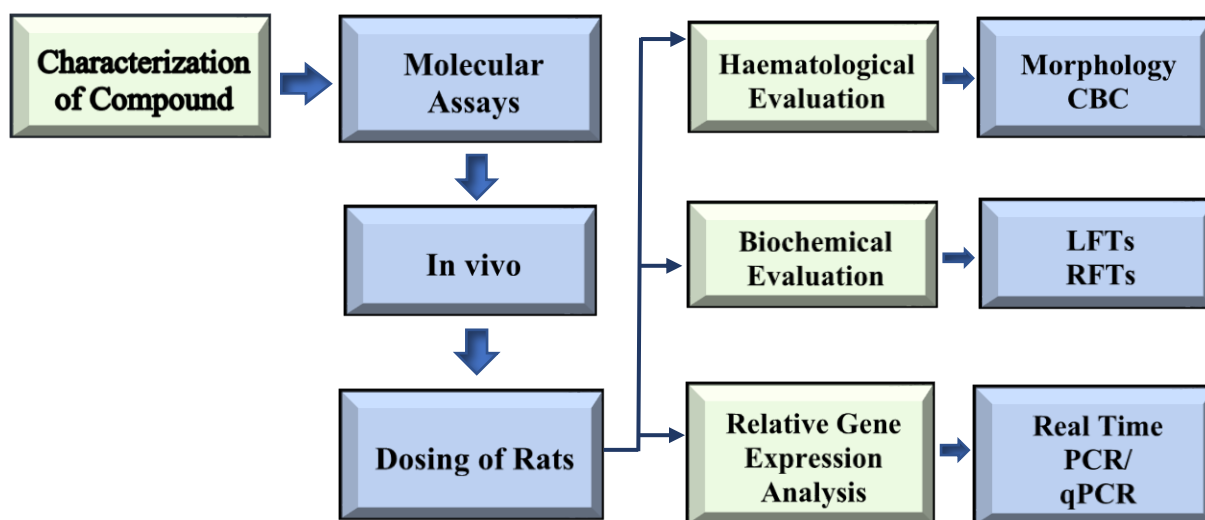 Characterization
of Compound
Molecular
Assays
In vivo
Dosing of Rats
Haematological
Evaluation
Morphology
CBC
Biochemical
Evaluation
LFTs
RFTs
Relative Gene
Expression
Analysis
Real Time
PCR/
qPCR